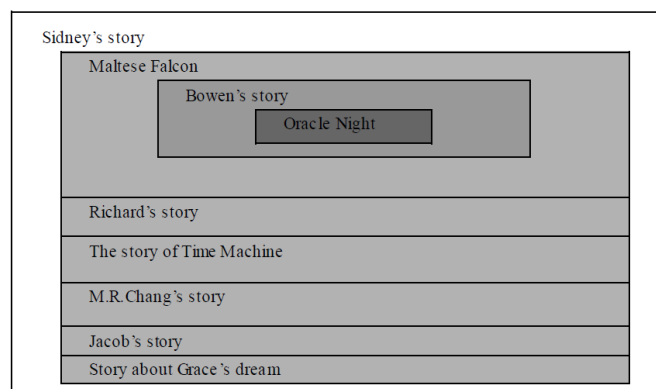 Sidney's story
Maltese Falcon
Bowen's story
Oracle Night
Richard's story
The story of Time Machine
M.R.Chang's story
Jacob's story
Story about Grace's dream